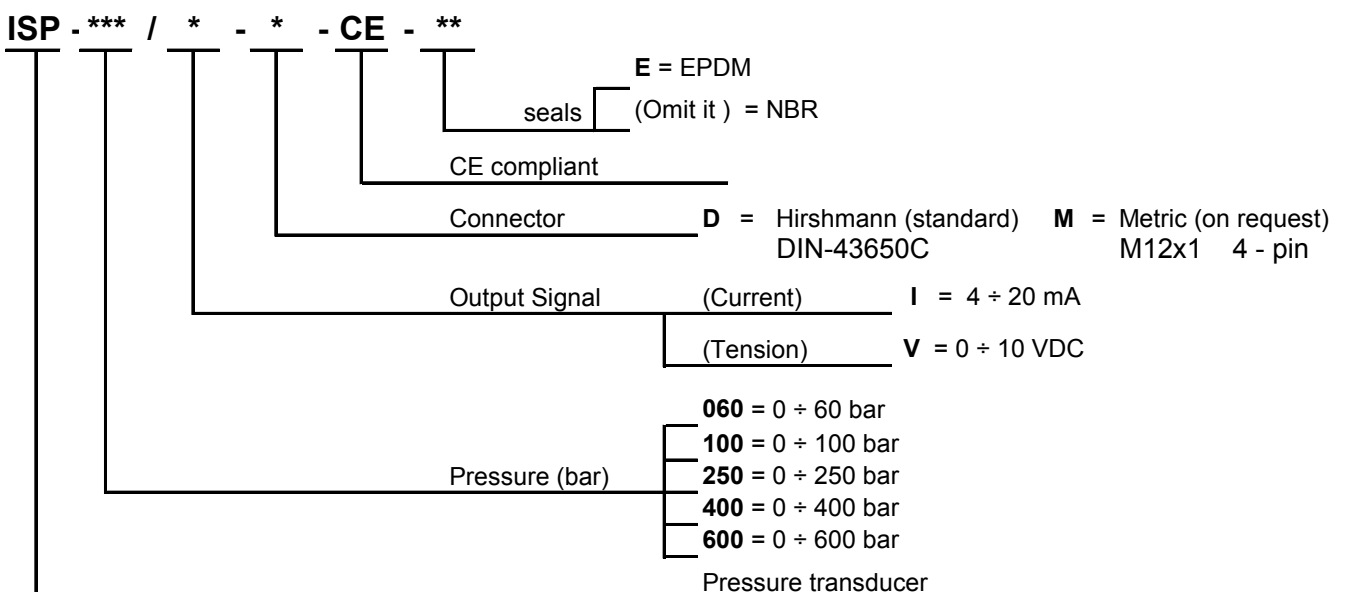 ISP - *** / * - * - CE - **
E = EPDM
seals (Omit it ) = NBR
CE compliant
Connector D = Hirshmann (standard) M = Metric (on request)
DIN-43650C M12x1 4 - pin
Output Signal (Current) I = 4 ÷ 20 mA
(Tension) V = 0 ÷ 10 VDC
060 = 0 ÷ 60 bar
100 = 0 ÷ 100 bar
Pressure (bar) 250 = 0 ÷ 250 bar
400 = 0 ÷ 400 bar
600 = 0 ÷ 600 bar
Pressure transducer